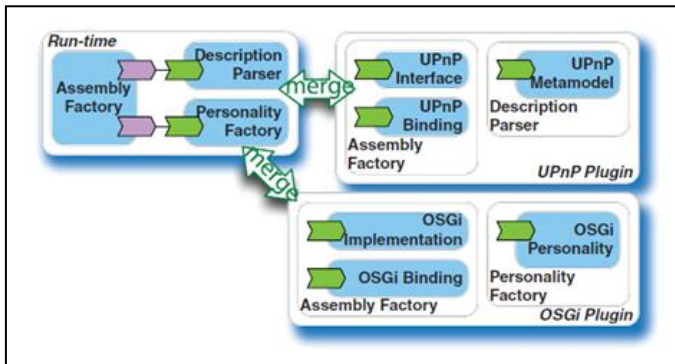 Run-time
Assembly
Factory
Description
Parser
Personality
Factory
merge
merge
UPnP
Interface
UPnP
Binding
Assembly
Factory
UPnP
Metamodel
Description
Parser
UPnP Plugin
OSGi
Implementation
OSGi Binding
Assembly Factory
OSGi
Personality
Personality
Factory
OSGi Plugin